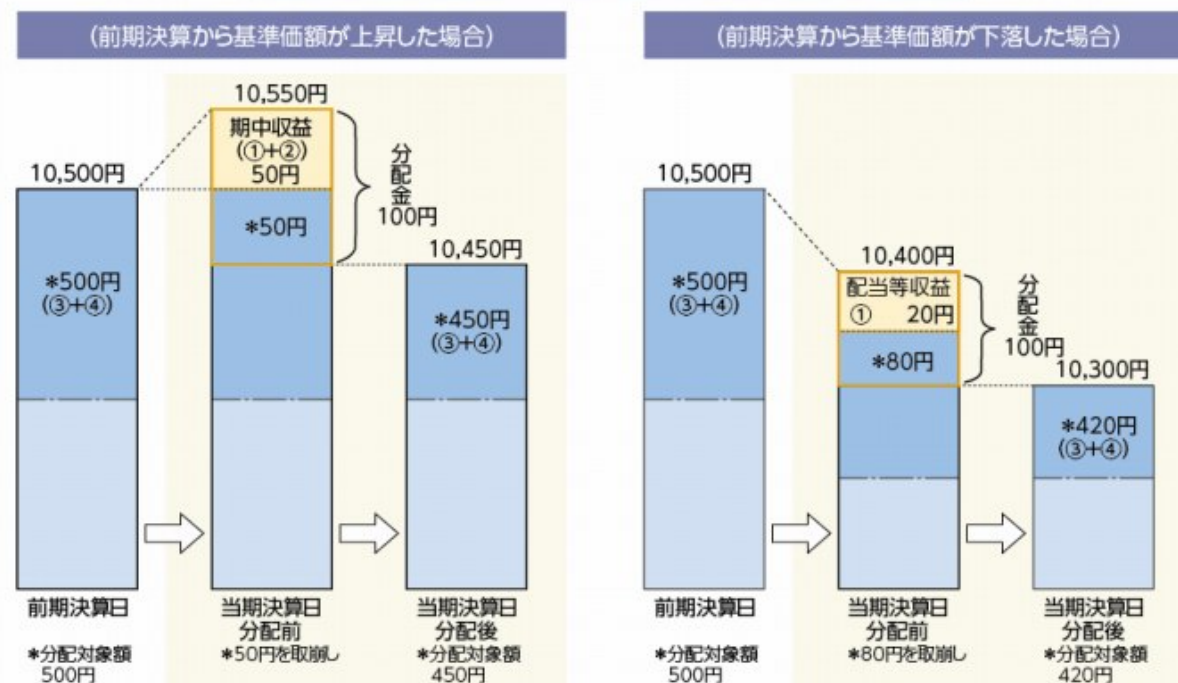 (前期決算から基準価額が上昇した場合)
10,550円
期中収益
(①+②)
50円
10,500円
分配金
100円
*50円
10,450円
*500円
(③+④)
*450円
(③+④)
前期決算日
当期決算日
分配前
当期決算日
分配後
*分配対象額
500円
*50円を取崩し
*分配対象額
450円
(前期決算から基準価額が下落した場合)
10,500円
10,400円
*500円
(③+④)
配当等収益
① 20円
分配金
100円
*80円
10,300円
*420円
(③+④)
前期決算日
当期決算日
分配前
当期決算日
分配後
*分配対象額
500円
*80円を取崩し
*分配対象額
420円